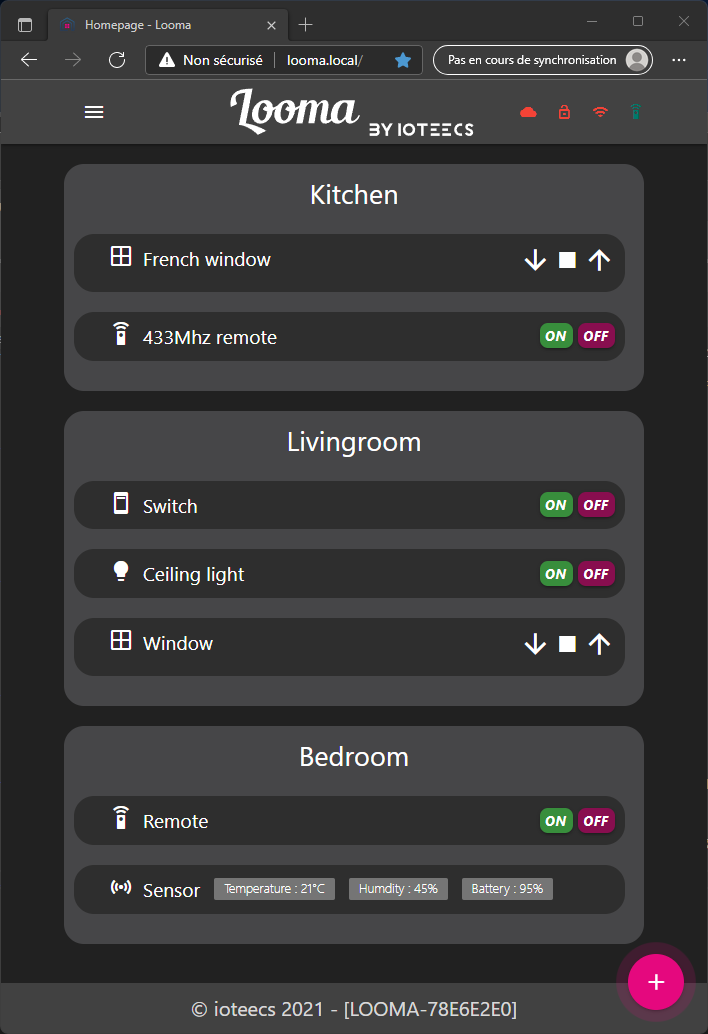 Homepage - Looma
Non sécurisé looma.local/ Pas en cours de synchronisation
Looma BY IOTEECS
Kitchen
French window
433Mhz remote ON OFF
Livingroom
Switch ON OFF
Ceiling light ON OFF
Window
Bedroom
Remote ON OFF
Sensor Temperature : 21°C Humdity : 45% Battery : 95%
© ioteecs 2021 - [LOOMA-78E6E2E0]